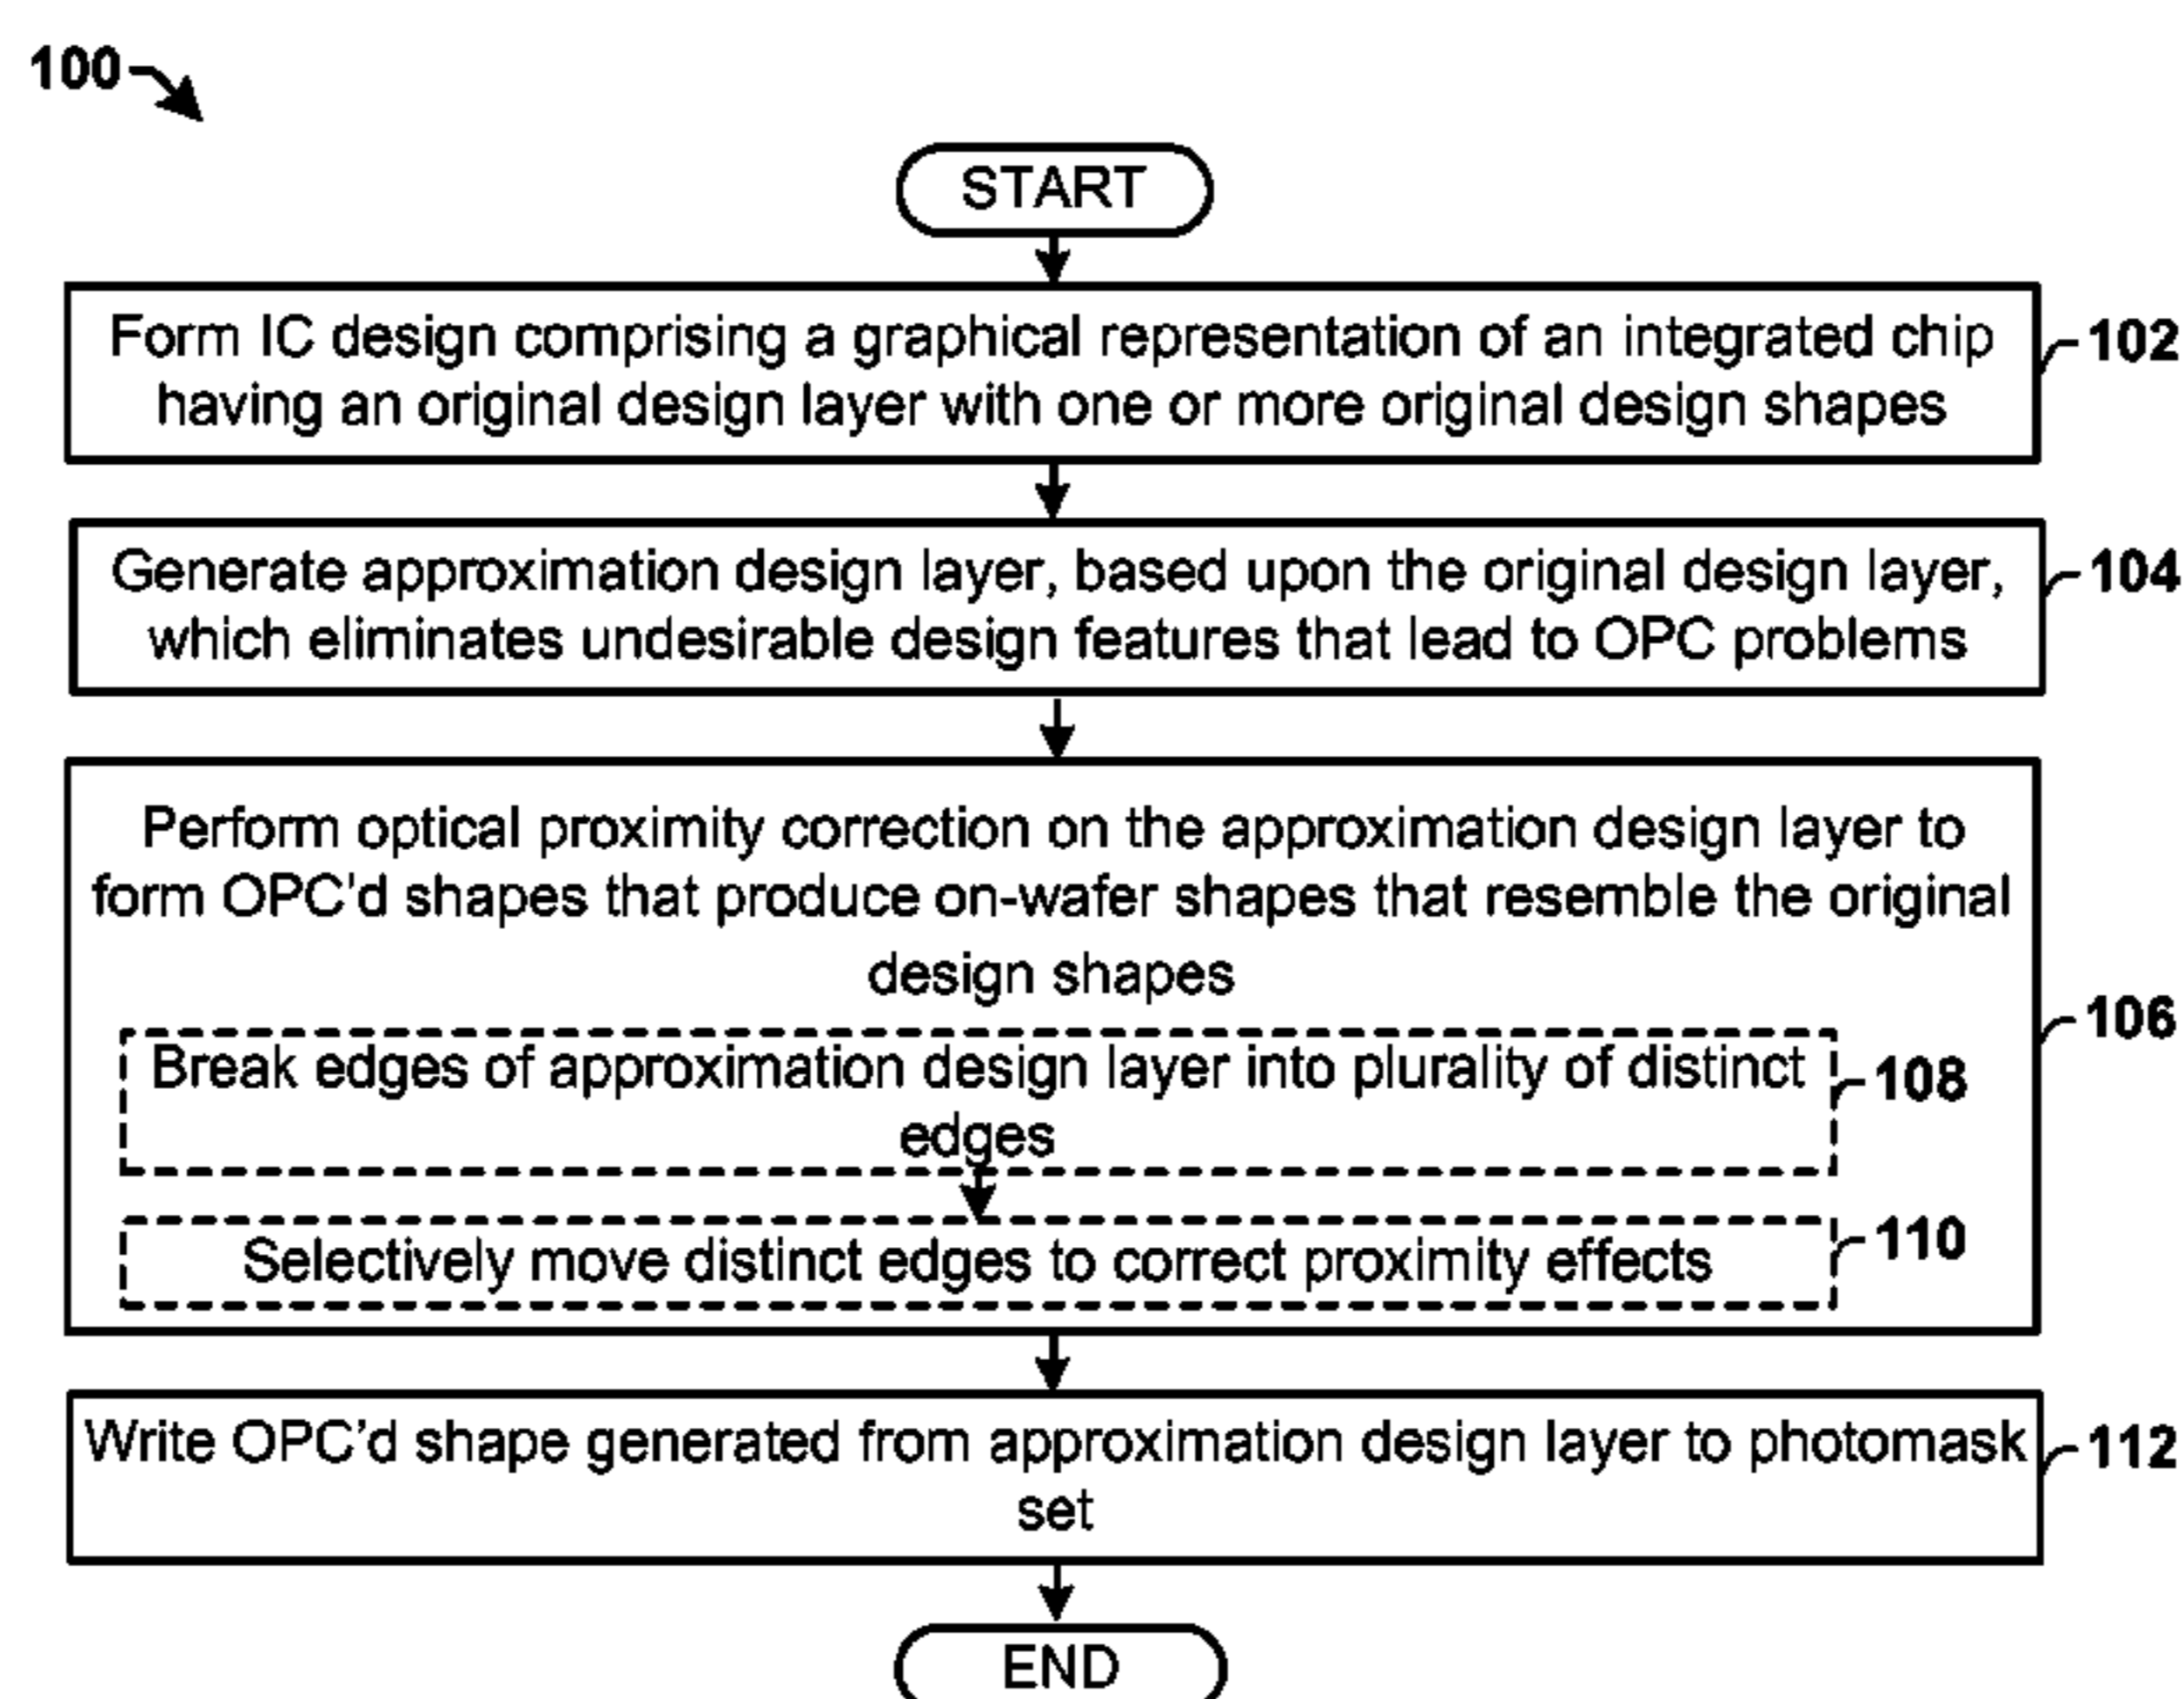 100
START
Form IC design comprising a graphical representation of an integrated chip
having an original design layer with one or more original design shapes
102
Generate approximation design layer, based upon the original design layer,
which eliminates undesirable design features that lead to OPC problems
104
Perform optical proximity correction on the approximation design layer to
form OPC'd shapes that produce on-wafer shapes that resemble the original
design shapes
106
Break edges of approximation design layer into plurality of distinct
edges
108
Selectively move distinct edges to correct proximity effects
110
Write OPC'd shape generated from approximation design layer to photomask
set
112
END